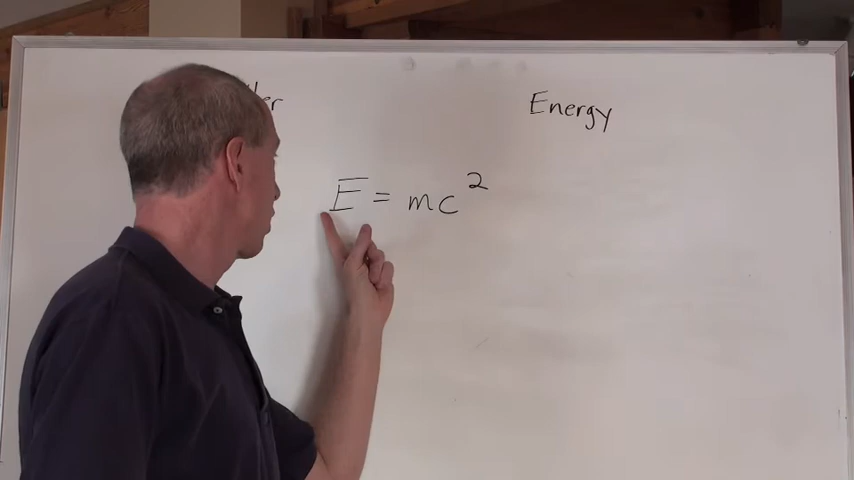 Energy
E = mc²